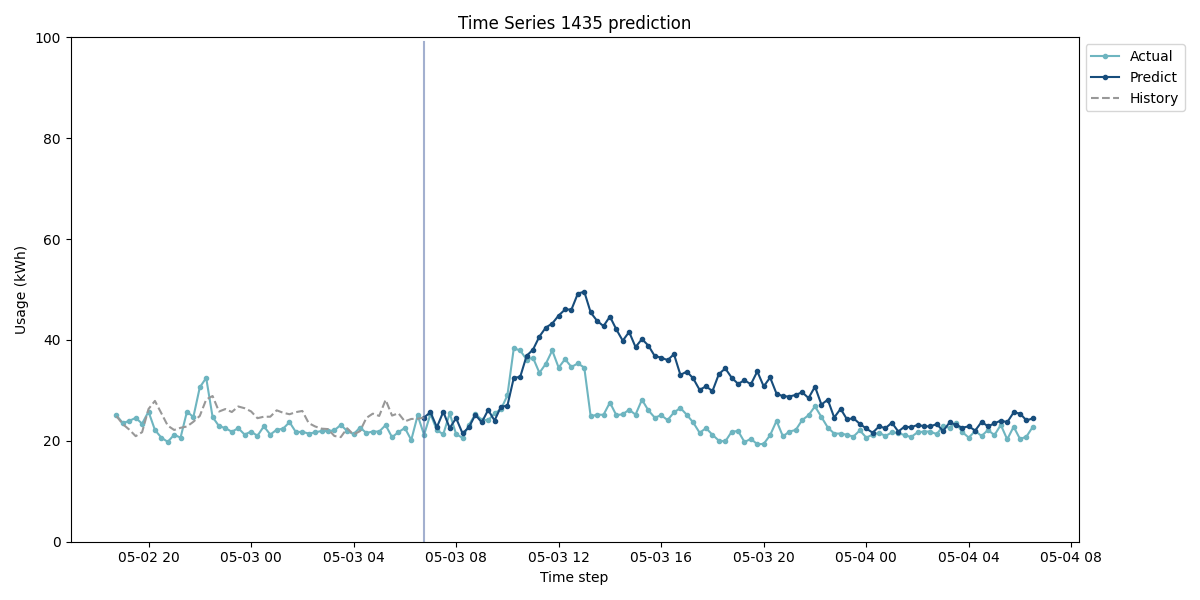 Time Series 1435 prediction
100
80
60
40
20
0
Usage (kWh)
05-02 20
05-03 00
05-03 04
05-03 08
05-03 12
05-03 16
05-03 20
05-04 00
05-04 04
05-04 08
Time step
Actual
Predict
History